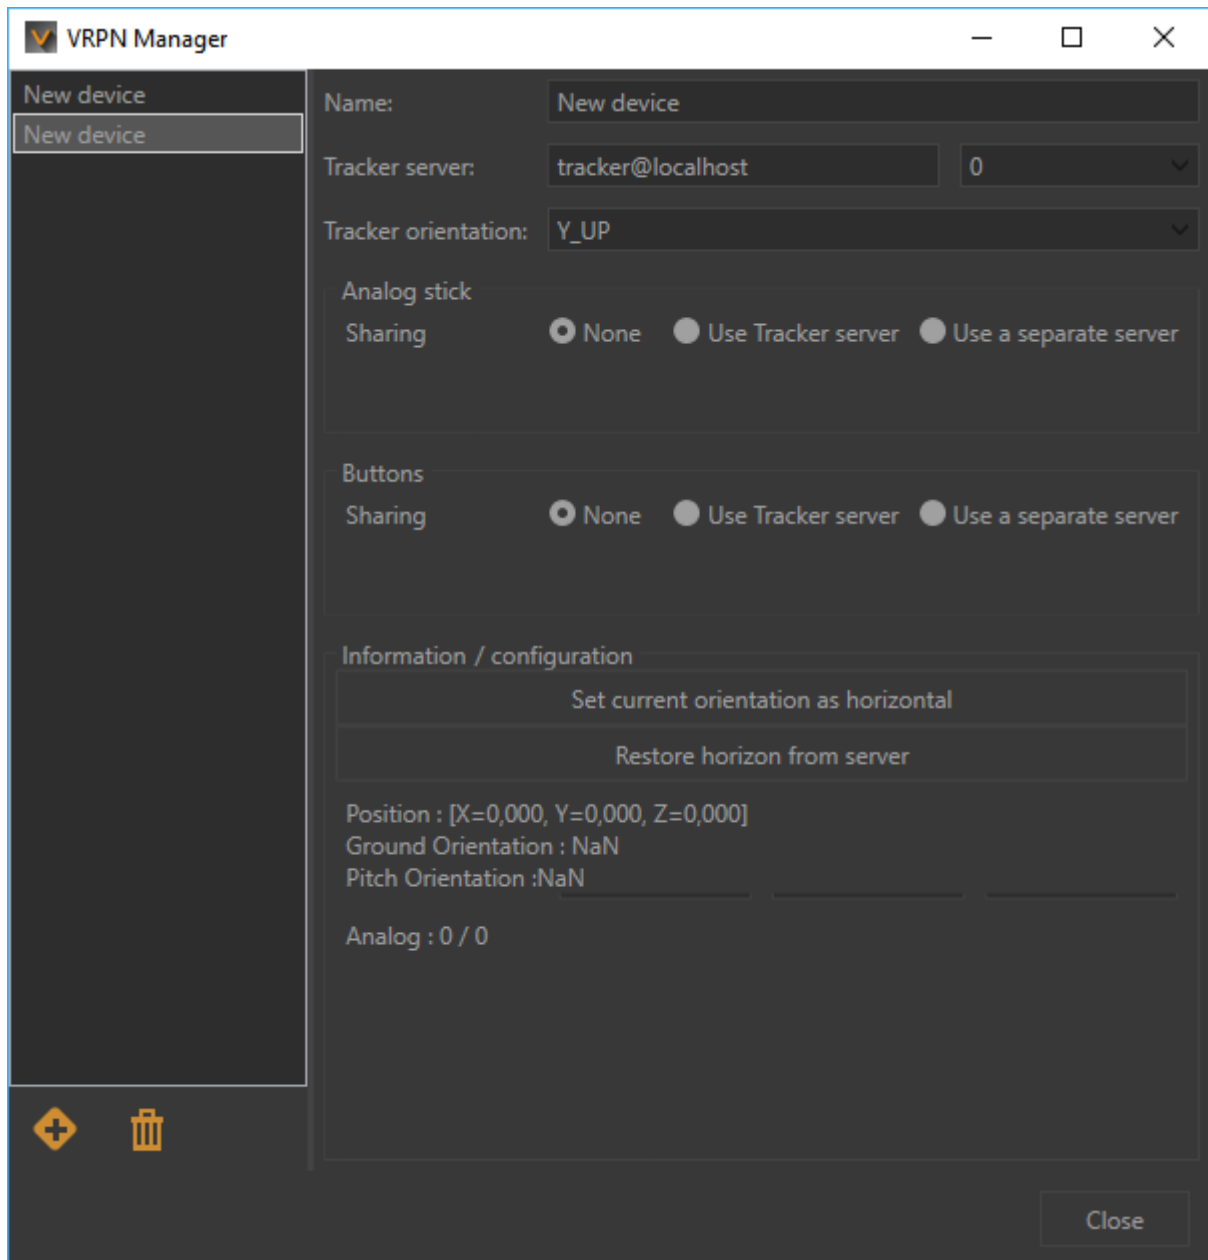 VRPN Manager
New device
New device
Name: New device
Tracker server: tracker@localhost 0
Tracker orientation: Y_UP
Analog stick
Sharing None Use Tracker server Use a separate server
Buttons
Sharing None Use Tracker server Use a separate server
Information / configuration
Set current orientation as horizontal
Restore horizon from server
Position : [X=0,000, Y=0,000, Z=0,000]
Ground Orientation : NaN
Pitch Orientation :NaN
Analog : 0 / 0
Close